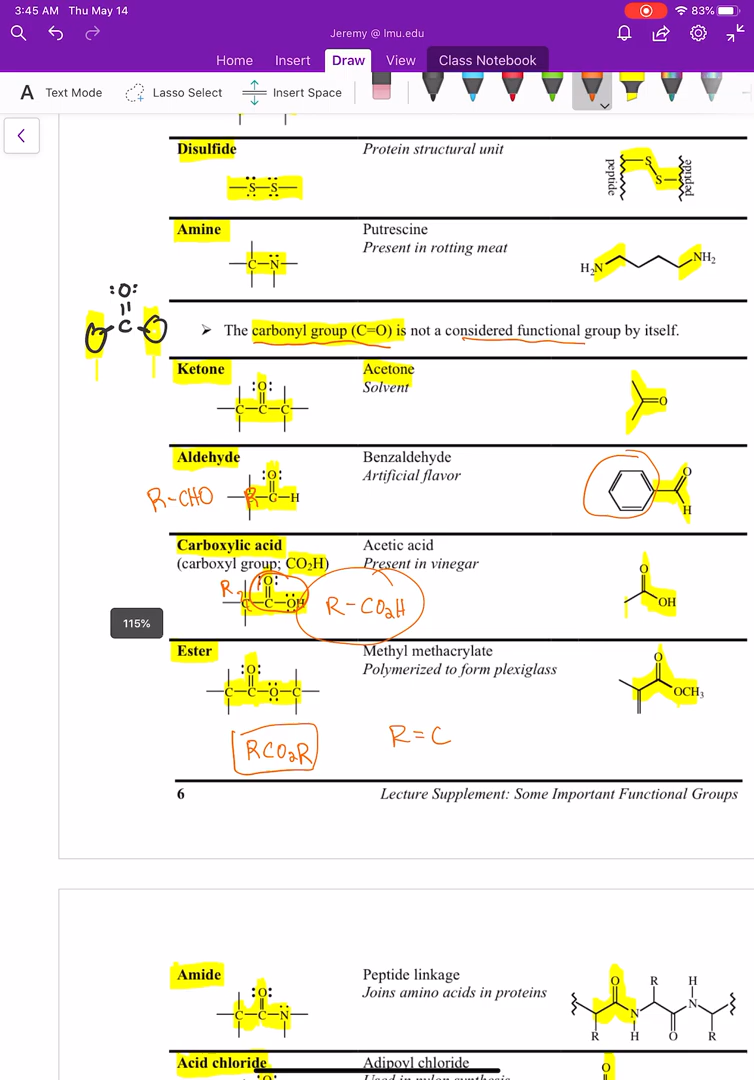 3:45 AM Thu May 14
83%
Jeremy @ lmu.edu
Home Insert Draw View Class Notebook
A Text Mode Lasso Select Insert Space
Disulfide Protein structural unit
—S—S—
peptide S S peptide
Amine Putrescine
Present in rotting meat
C—N
H₂N NH₂
:O:
C
➢ The carbonyl group (C=O) is not a considered functional group by itself.
Ketone Acetone
Solvent
:O:
C—C—C
O
Aldehyde Benzaldehyde
Artificial flavor
:O:
R-CHO
R C—H
O
H
Carboxylic acid Acetic acid
(carboxyl group; CO₂H) Present in vinegar
:O:
R
C—C—OH
R-CO₂H
O
OH
115%
Ester Methyl methacrylate
Polymerized to form plexiglass
:O:
C—C—O—C
O
OCH₃
RCO₂R
R=C
6 Lecture Supplement: Some Important Functional Groups
Amide Peptide linkage
Joins amino acids in proteins
:O:
C—C—N
O R H
N N
R H O R
Acid chloride Adipoyl chloride
:O:
Used in nylon synthesis
O